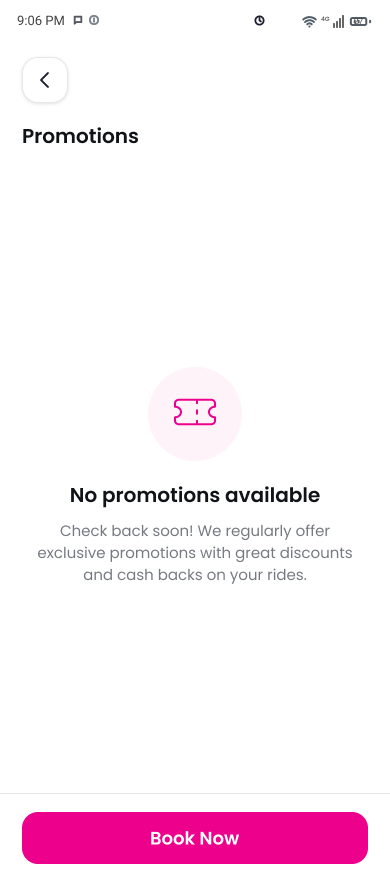 9:06 PM
4G
Promotions
No promotions available
Check back soon! We regularly offer
exclusive promotions with great discounts
and cash backs on your rides.
Book Now